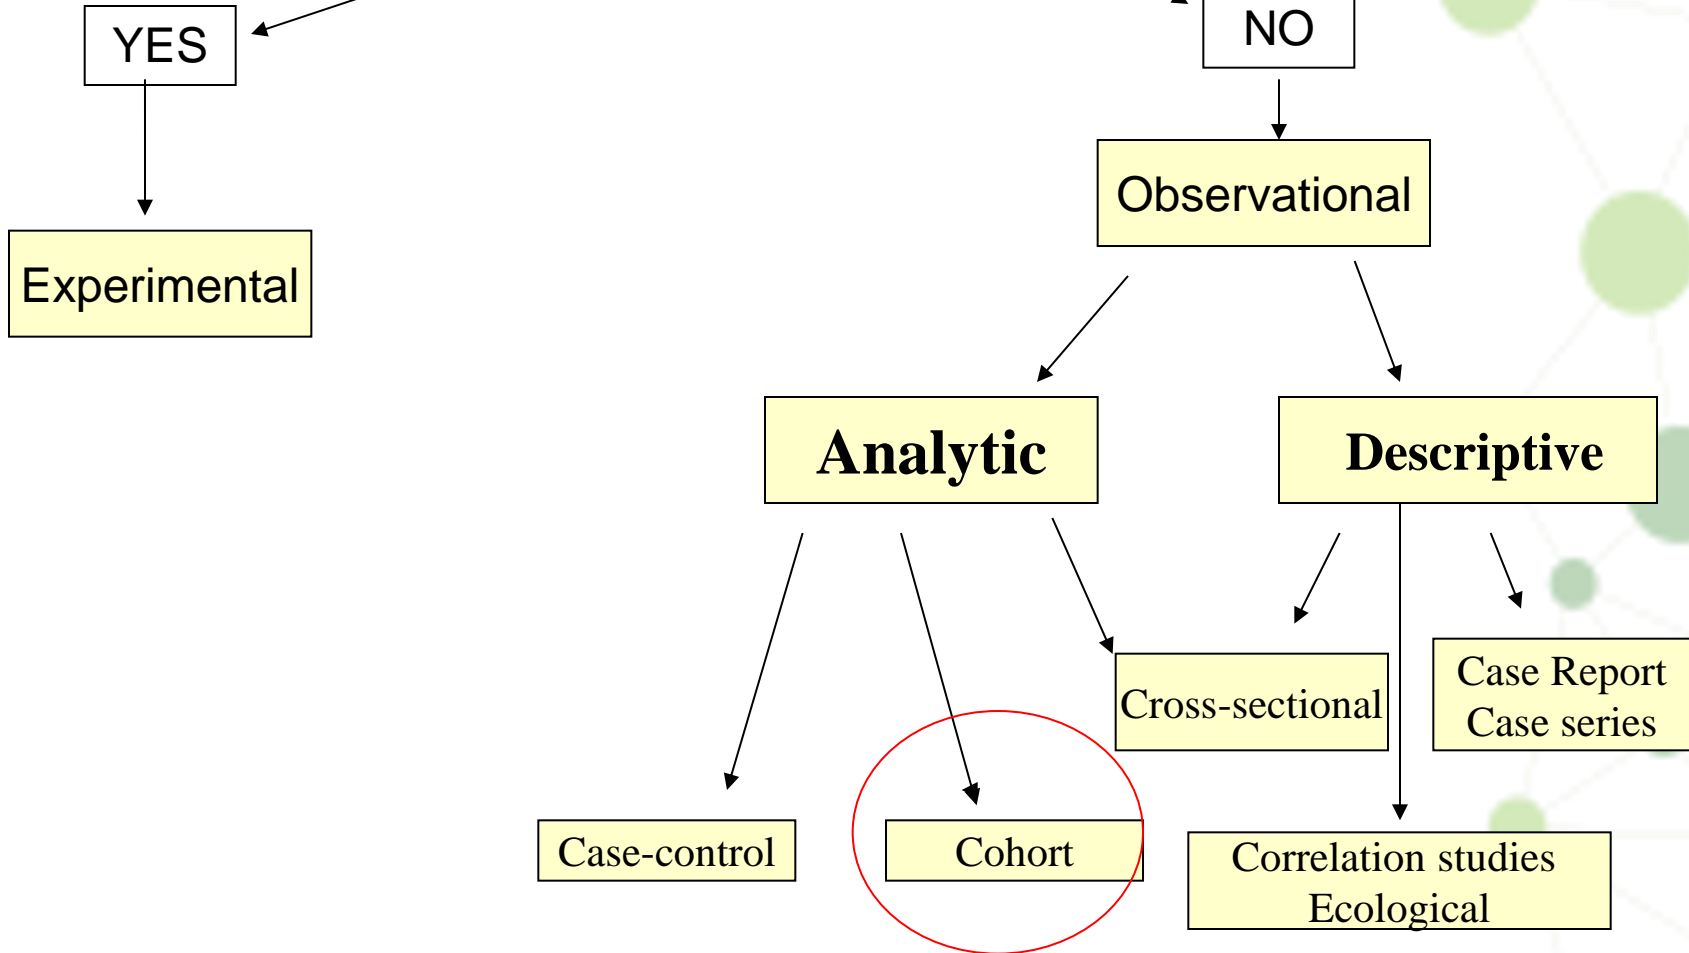 YES
NO
Observational
Experimental
Analytic
Descriptive
Cross-sectional
Case Report
Case series
Case-control
Cohort
Correlation studies
Ecological